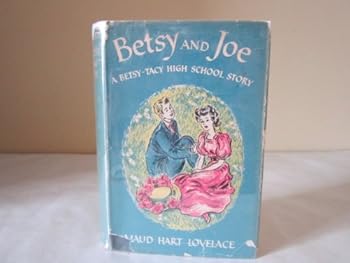 Betsy AND Joe
A BETSY-TACY HIGH SCHOOL STORY
MAUD HART LOVELACE